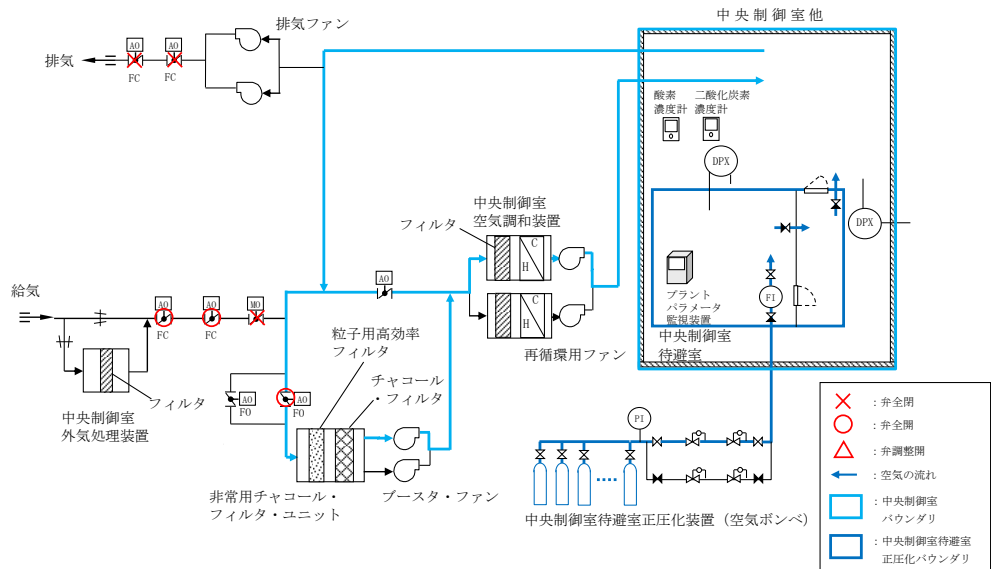 中央制御室他
排気ファン
AO
AO
排気
FC
FC
酸素
濃度計
二酸化炭素
濃度計
DPX
DPX
中央制御室
空気調和装置
フィルタ
C
H
C
H
再循環用ファン
プラント
パラメータ
監視装置
FI
中央制御室
待避室
給気
AO
AO
MO
FC
FC
AO
フィルタ
中央制御室
外気処理装置
粒子用高効率
フィルタ
チャコール
・フィルタ
AO
FO
AO
FO
非常用チャコール・
フィルタ・ユニット
ブースタ・ファン
PI
中央制御室待避室正圧化装置（空気ボンベ）
：弁全閉
：弁全開
：弁調整開
：空気の流れ
：中央制御室
バウンダリ
：中央制御室待避室
正圧化バウンダリ